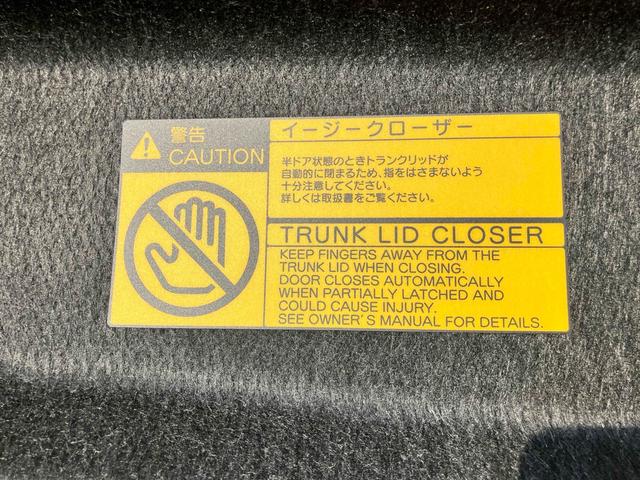 警告
CAUTION
イージークローザー
半ドア状態のときトランクリッドが
自動的に閉まるため、指をはさまないよう
十分注意してください。
詳しくは取扱書をご覧ください。
TRUNK LID CLOSER
KEEP FINGERS AWAY FROM THE
TRUNK LID WHEN CLOSING.
DOOR CLOSES AUTOMATICALLY
WHEN PARTIALLY LATCHED AND
COULD CAUSE INJURY.
SEE OWNER'S MANUAL FOR DETAILS.